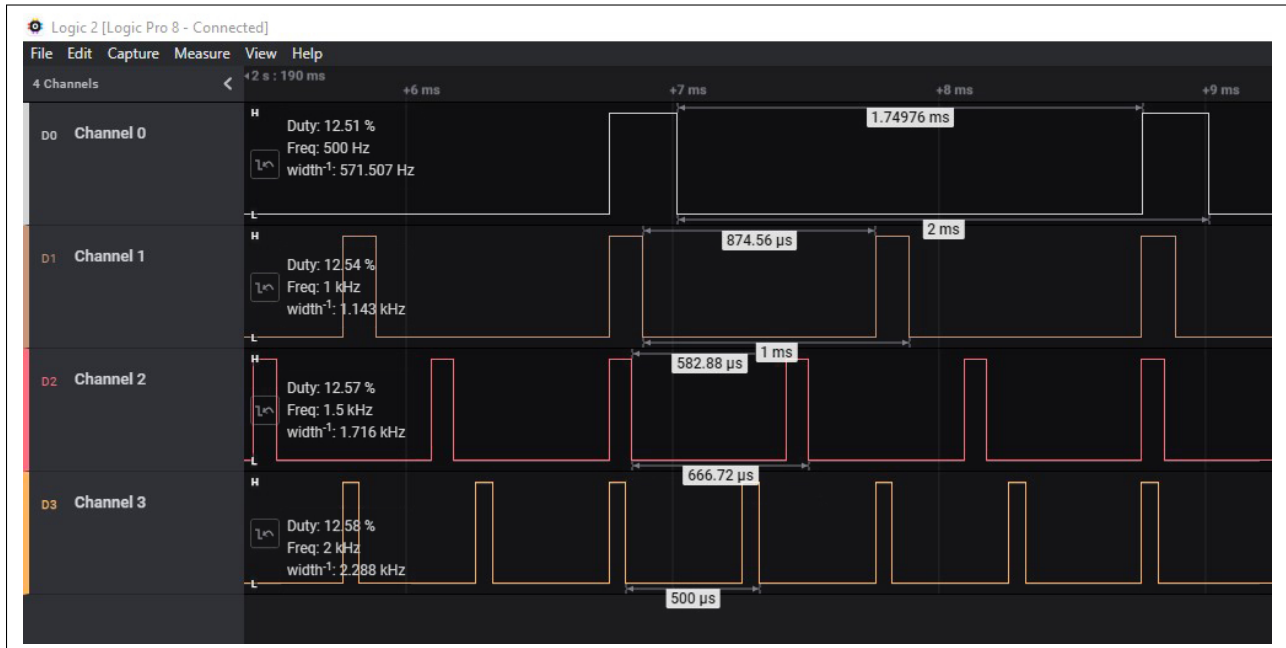 Logic 2 [Logic Pro 8 - Connected]
File Edit Capture Measure View Help
4 Channels
2 s : 190 ms
+6 ms +7 ms +8 ms +9 ms
D0 Channel 0
H
Duty: 12.51 %
Freq: 500 Hz
width-1: 571.507 Hz
L
1.74976 ms
2 ms
D1 Channel 1
H
Duty: 12.54 %
Freq: 1 kHz
width-1: 1.143 kHz
L
874.56 µs
1 ms
D2 Channel 2
H
Duty: 12.57 %
Freq: 1.5 kHz
width-1: 1.716 kHz
L
582.88 µs
666.72 µs
D3 Channel 3
H
Duty: 12.58 %
Freq: 2 kHz
width-1: 2.288 kHz
L
500 µs